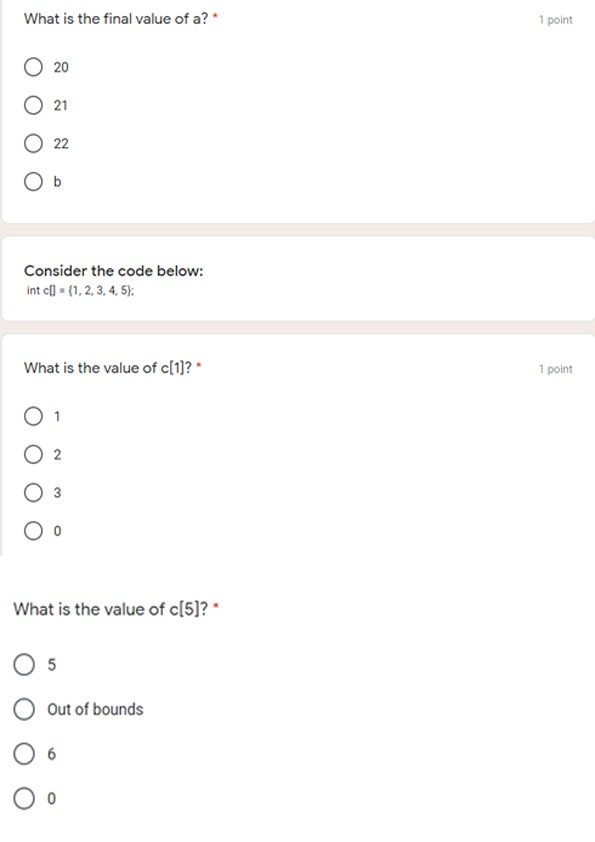 What is the final value of a? *
1 point
20
21
22
b
Consider the code below:
int c[] = {1, 2, 3, 4, 5};
What is the value of c[1]? *
1 point
1
2
3
0
What is the value of c[5]? *
5
Out of bounds
6
0